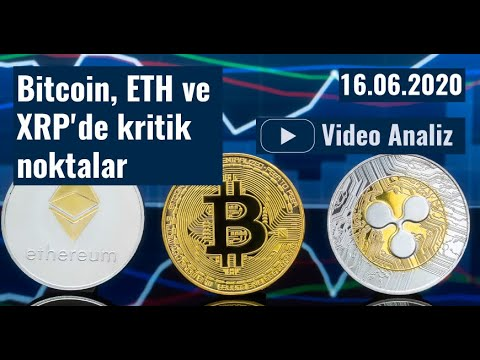 Bitcoin, ETH ve
XRP'de kritik
noktalar
16.06.2020
Video Analiz
ethereum